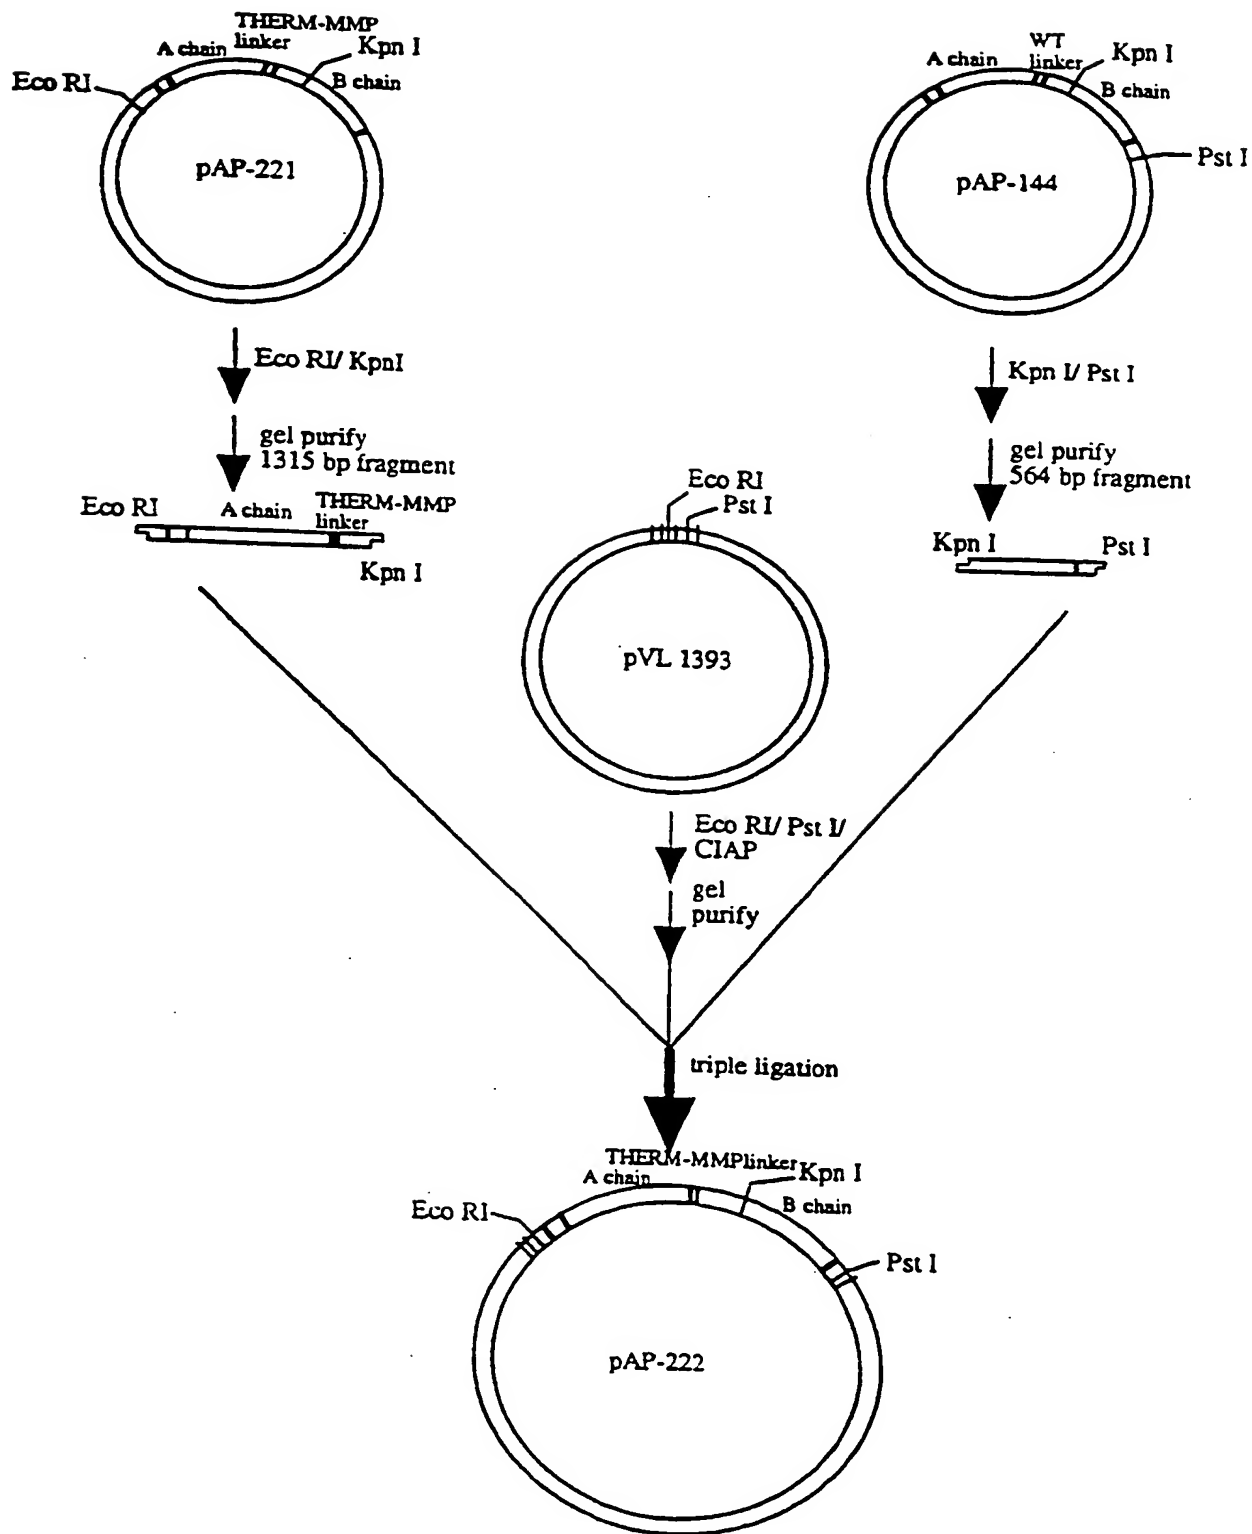 THERM-MMP
linker
A chain
Kpn I
Eco RI
B chain
pAP-221
WT
linker
A chain
Kpn I
B chain
Pst I
pAP-144
Eco RI/ KpnI
gel purify
1315 bp fragment
Kpn I/ Pst I
gel purify
564 bp fragment
Eco RI
A chain
THERM-MMP
linker
Kpn I
Eco RI
Pst I
Kpn I
Pst I
pVL 1393
Eco RI/ Pst I/
CIAP
gel
purify
triple ligation
THERM-MMPlinker
A chain
Kpn I
B chain
Eco RI
Pst I
pAP-222